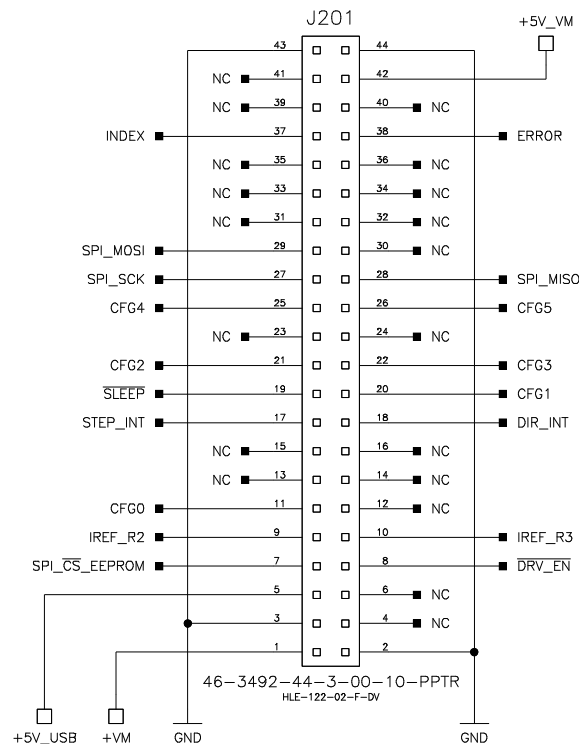 J201
+5V_VM
43 44
NC 41 42
NC 39 40 NC
INDEX 37 38 ERROR
NC 35 36 NC
NC 33 34 NC
NC 31 32 NC
SPI_MOSI 29 30 NC
SPI_SCK 27 28 SPI_MISO
CFG4 25 26 CFG5
NC 23 24 NC
CFG2 21 22 CFG3
SLEEP 19 20 CFG1
STEP_INT 17 18 DIR_INT
NC 15 16 NC
NC 13 14 NC
CFG0 11 12 NC
IREF_R2 9 10 IREF_R3
SPI_CS_EEPROM 7 8 DRV_EN
5 6 NC
3 4 NC
1 2
46-3492-44-3-00-10-PPTR
HLE-122-02-F-DV
+5V_USB +VM GND GND